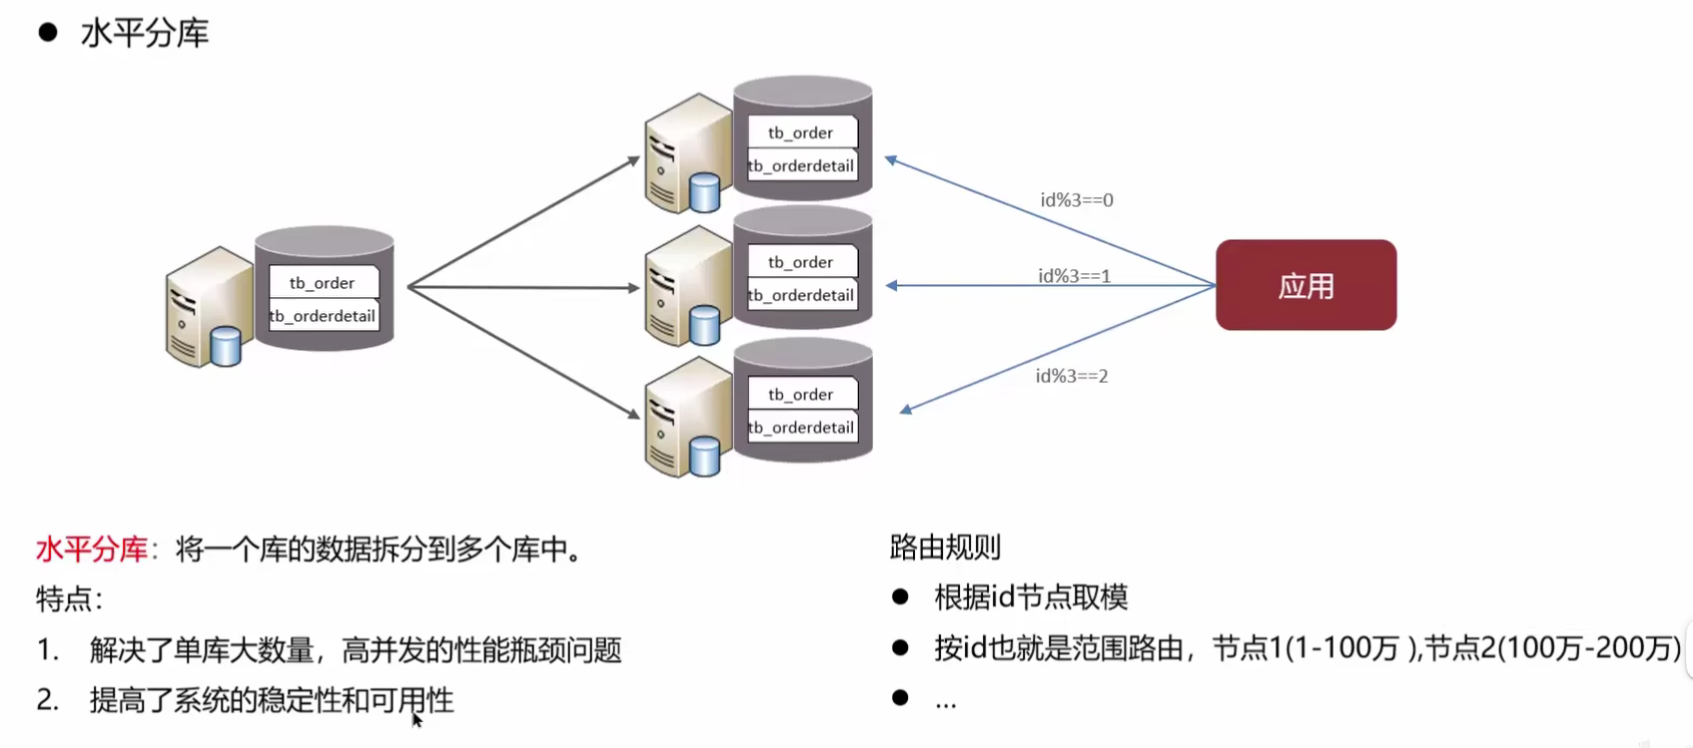 ● 水平分库
tb_order
tb_orderdetail
tb_order
tb_orderdetail
tb_order
tb_orderdetail
tb_order
tb_orderdetail
id%3==0
id%3==1
id%3==2
应用
水平分库：将一个库的数据拆分到多个库中。
特点：
1. 解决了单库大数量，高并发的性能瓶颈问题
2. 提高了系统的稳定性和可用性
路由规则
● 根据id节点取模
● 按id也就是范围路由，节点1(1-100万 ),节点2(100万-200万)
● ...